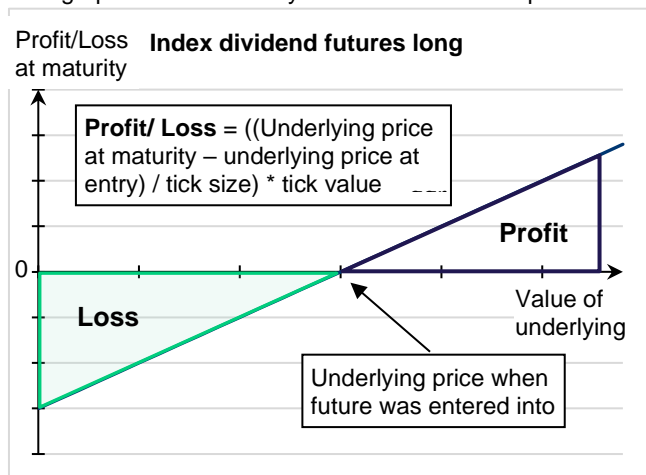 Profit/Loss
at maturity
Index dividend futures long
Profit/ Loss = ((Underlying price
at maturity – underlying price at
entry) / tick size) * tick value
Profit
0
Loss
Value of
underlying
Underlying price when
future was entered into